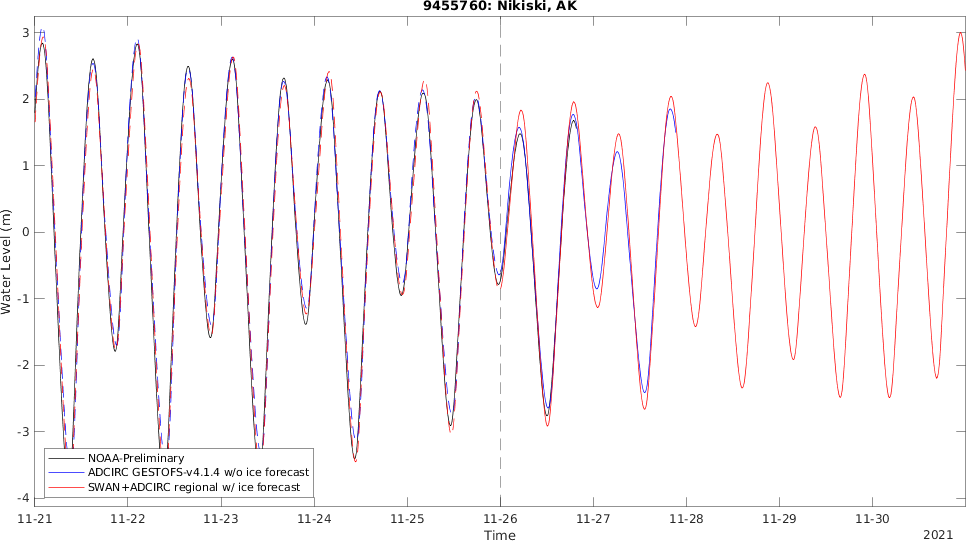 9455760: Nikiski, AK
Water Level (m)
3
2
1
0
-1
-2
-3
-4
NOAA-Preliminary
ADCIRC GESTOFS-v4.1.4 w/o ice forecast
SWAN+ADCIRC regional w/ ice forecast
11-21 11-22 11-23 11-24 11-25 11-26 11-27 11-28 11-29 11-30
Time
2021